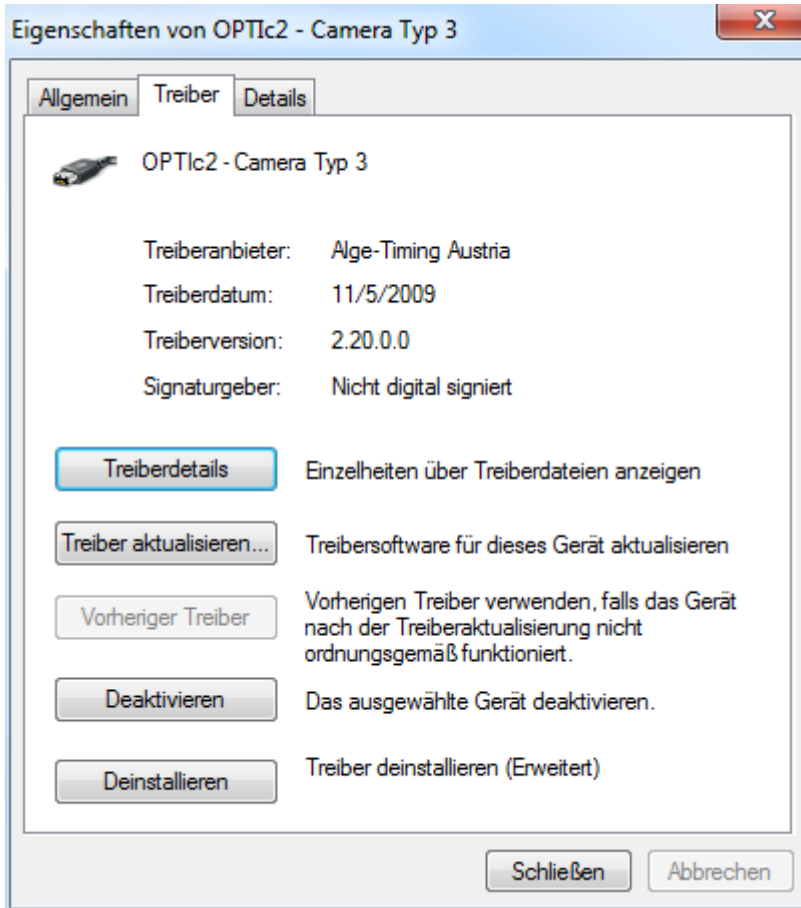 Eigenschaften von OPTIc2 - Camera Typ 3
x
Allgemein Treiber Details
OPTIc2 - Camera Typ 3
Treiberanbieter: Alge-Timing Austria
Treiberdatum: 11/5/2009
Treiberversion: 2.20.0.0
Signaturgeber: Nicht digital signiert
Treiberdetails Einzelheiten über Treiberdateien anzeigen
Treiber aktualisieren... Treibersoftware für dieses Gerät aktualisieren
Vorheriger Treiber Vorherigen Treiber verwenden, falls das Gerät
nach der Treiberaktualisierung nicht
ordnungsgemäß funktioniert.
Deaktivieren Das ausgewählte Gerät deaktivieren.
Deinstallieren Treiber deinstallieren (Erweitert)
Schließen Abbrechen